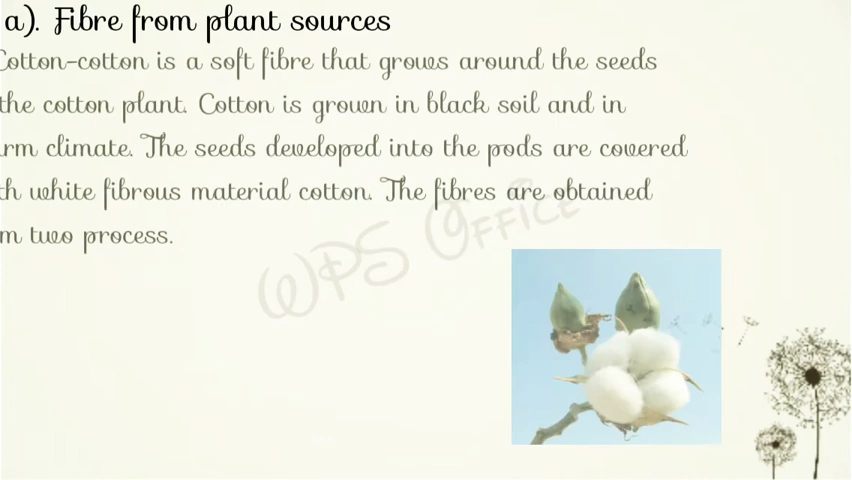 a). Fibre from plant sources
Cotton-cotton is a soft fibre that grows around the seeds
the cotton plant. Cotton is grown in black soil and in
rm climate. The seeds developed into the pods are covered
th white fibrous material cotton. The fibres are obtained
m two process.
WPS Office